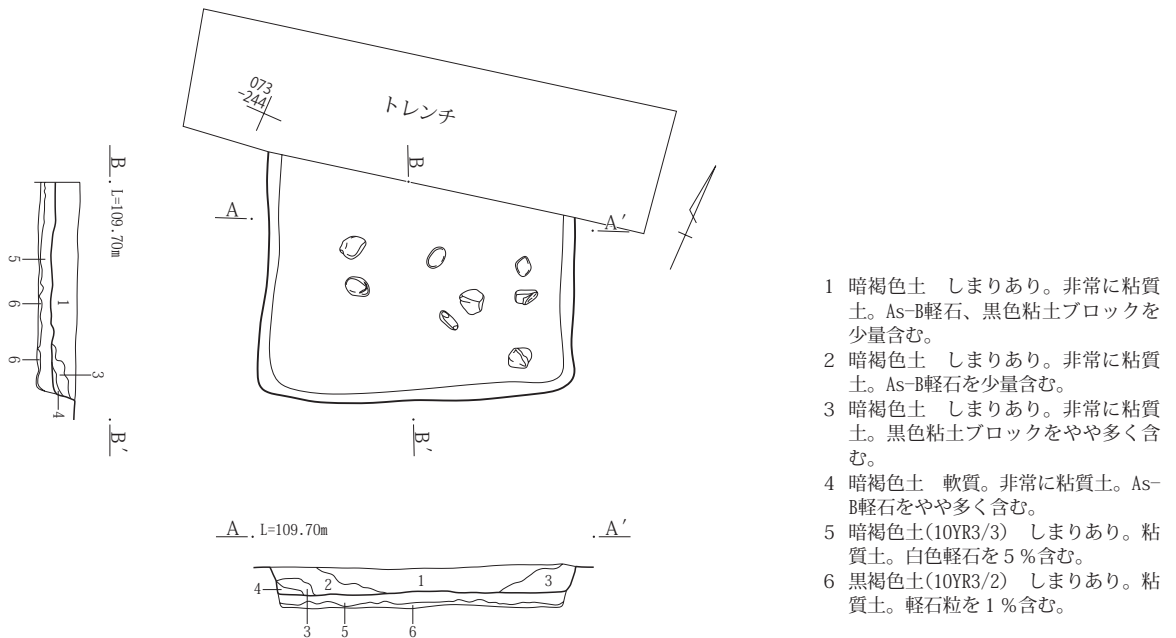 073
-244
トレンチ
B
B
L=109.70m
A
A′
5
6
1
6
3
4
B′
B′
A
L=109.70m
A′
4
2
1
3
3
5
6
1 暗褐色土　しまりあり。非常に粘質
土。As-B軽石、黒色粘土ブロックを
少量含む。
2 暗褐色土　しまりあり。非常に粘質
土。As-B軽石を少量含む。
3 暗褐色土　しまりあり。非常に粘質
土。黒色粘土ブロックをやや多く含
む。
4 暗褐色土　軟質。非常に粘質土。As-
B軽石をやや多く含む。
5 暗褐色土(10YR3/3)　しまりあり。粘
質土。白色軽石を５％含む。
6 黒褐色土(10YR3/2)　しまりあり。粘
質土。軽石粒を１％含む。